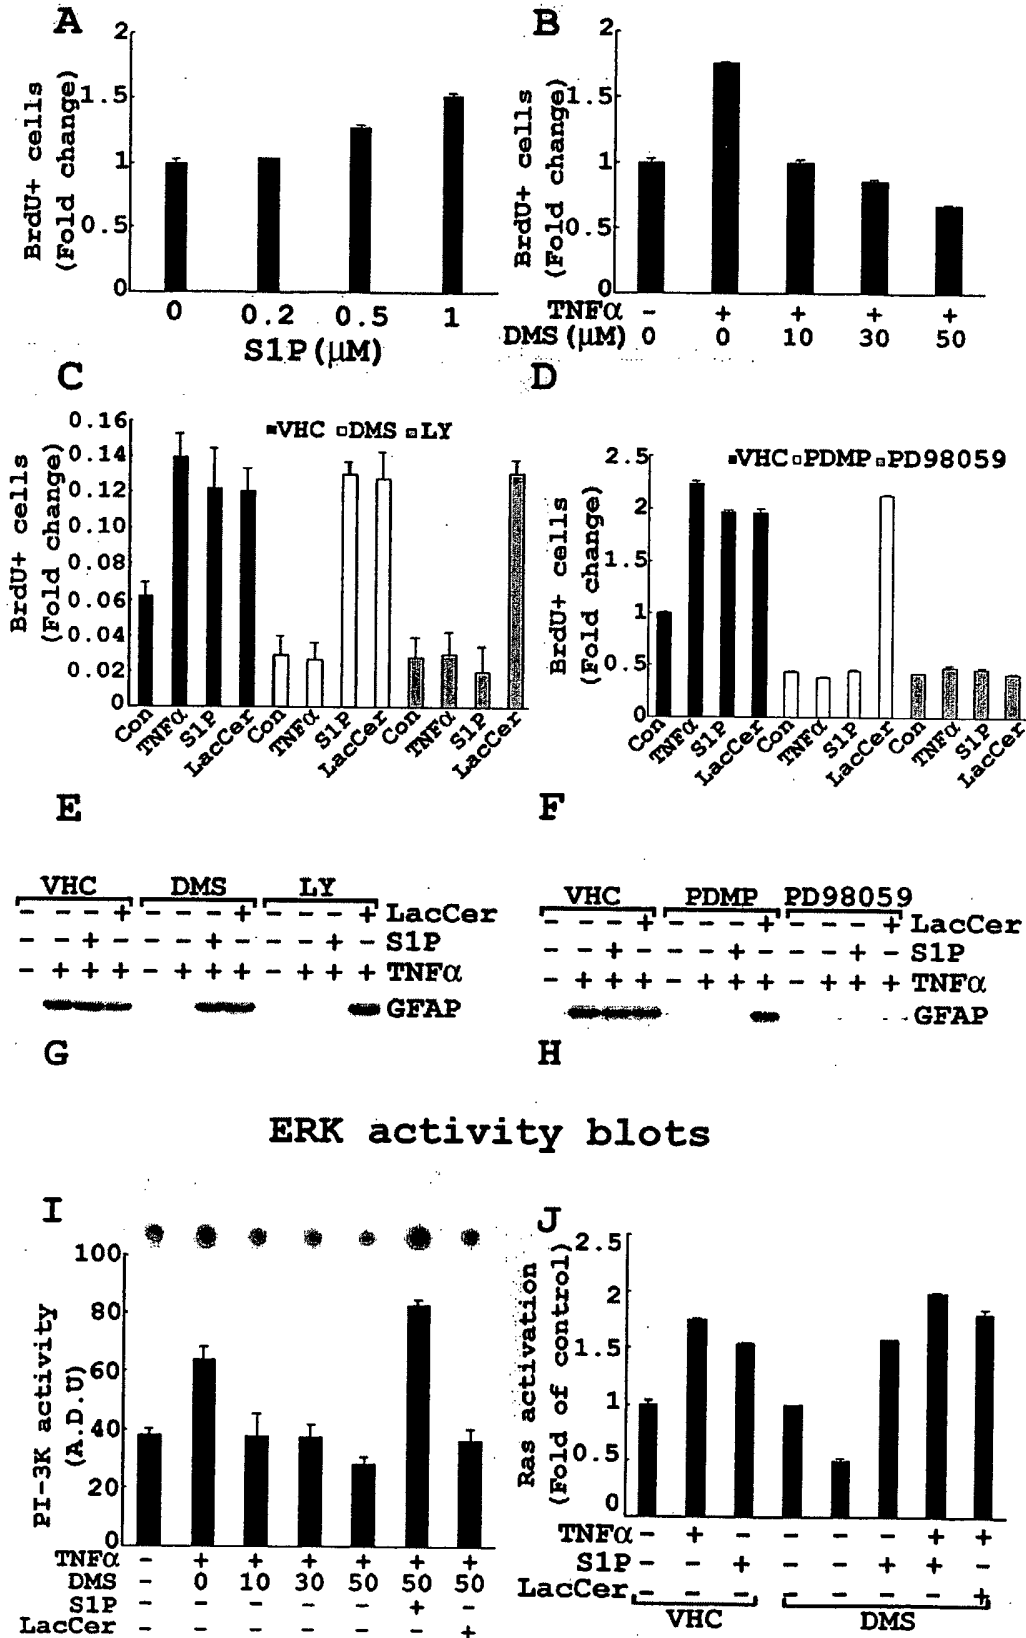 A
2
1.5
1
0.5
0
BrdU+ cells
(Fold change)
0 0.2 0.5 1
S1P(μM)
B
2
1.5
1
0.5
0
BrdU+ cells
(Fold change)
TNFα - + + + +
DMS(μM) 0 0 10 30 50
C
0.16
0.14
0.12
0.10
0.08
0.06
0.04
0.02
0
BrdU+ cells
(Fold change)
VHC DMS LY
Con TNFα S1P LacCer Con TNFα S1P LacCer Con TNFα S1P LacCer
D
2.5
2
1.5
1
0.5
0
BrdU+ cells
(Fold change)
VHC PDMP PD98059
Con TNFα S1P LacCer Con TNFα S1P LacCer Con TNFα S1P LacCer
E
VHC DMS LY
- - - + - - - + - - - + LacCer
- - + - - - + - - - + - S1P
- + + + - + + + - + + + TNFα
GFAP
F
VHC PDMP PD98059
- - - + - - - + - - - + LacCer
- - + - - - + - - - + - S1P
- + + + - + + + - + + + TNFα
GFAP
G
H
ERK activity blots
I
100
80
60
40
20
0
PI-3K activity
(A.D.U)
TNFα - + + + + + +
DMS - 0 10 30 50 50 50
S1P - - - - - + -
LacCer - - - - - - +
J
2.5
2
1.5
1
0.5
0
Ras activation
(Fold of control)
TNFα - + - - - - + +
S1P - - + - - + + -
LacCer - - - - - - - +
VHC DMS